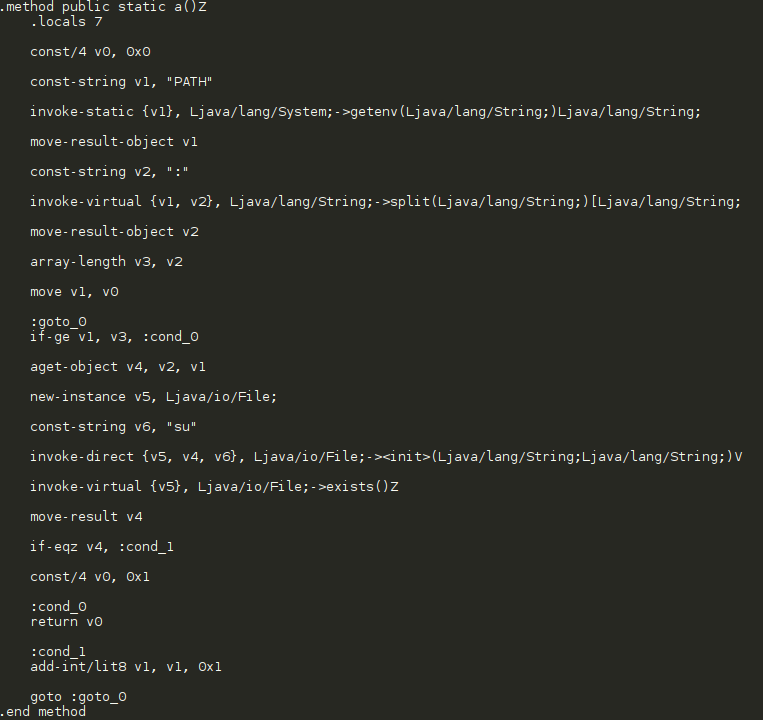 .method public static a()Z
.locals 7
const/4 v0, 0x0
const-string v1, "PATH"
invoke-static {v1}, Ljava/lang/System;->getenv(Ljava/lang/String;)Ljava/lang/String;
move-result-object v1
const-string v2, ":"
invoke-virtual {v1, v2}, Ljava/lang/String;->split(Ljava/lang/String;)[Ljava/lang/String;
move-result-object v2
array-length v3, v2
move v1, v0
:goto_0
if-ge v1, v3, :cond_0
aget-object v4, v2, v1
new-instance v5, Ljava/io/File;
const-string v6, "su"
invoke-direct {v5, v4, v6}, Ljava/io/File;-><init>(Ljava/lang/String;Ljava/lang/String;)V
invoke-virtual {v5}, Ljava/io/File;->exists()Z
move-result v4
if-eqz v4, :cond_1
const/4 v0, 0x1
:cond_0
return v0
:cond_1
add-int/lit8 v1, v1, 0x1
goto :goto_0
.end method